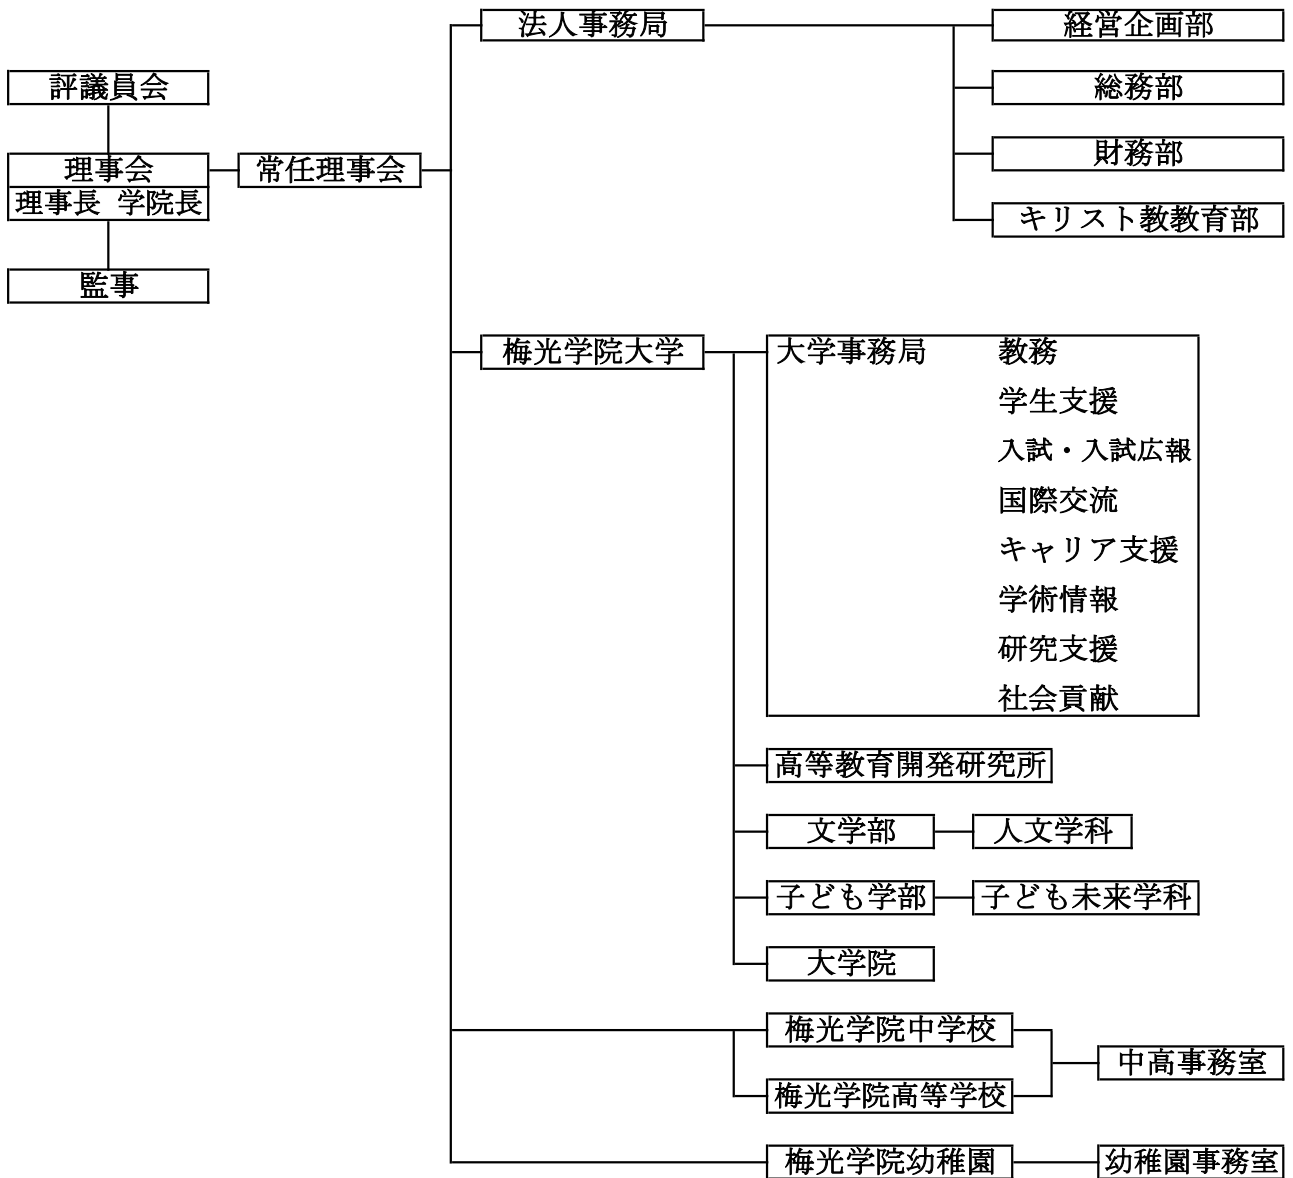 法人事務局
経営企画部
評議員会
総務部
理事会
常任理事会
財務部
理事長 学院長
キリスト教教育部
監事
梅光学院大学
大学事務局 教務
学生支援
入試・入試広報
国際交流
キャリア支援
学術情報
研究支援
社会貢献
高等教育開発研究所
文学部
人文学科
子ども学部
子ども未来学科
大学院
梅光学院中学校
中高事務室
梅光学院高等学校
梅光学院幼稚園
幼稚園事務室